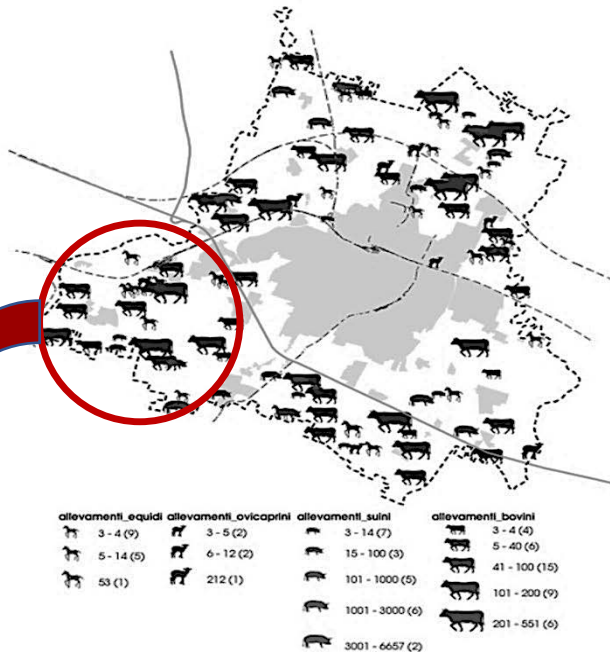 allevamenti_equidi
3 - 4 (9)
5 - 14 (5)
53 (1)
allevamenti_ovicaprini
3 - 5 (2)
6 - 12 (2)
212 (1)
allevamenti_suini
3 - 14 (7)
15 - 100 (3)
101 - 1000 (5)
1001 - 3000 (6)
3001 - 6657 (2)
allevamenti_bovini
3 - 4 (4)
5 - 40 (6)
41 - 100 (15)
101 - 200 (9)
201 - 551 (6)